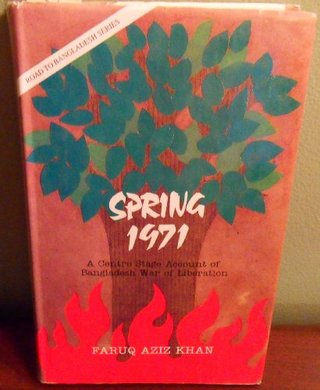 ROAD TO BANGLADESH SERIES
SPRING
1971
A Centre Stage Account of
Bangladesh War of Liberation
FARUQ AZIZ KHAN